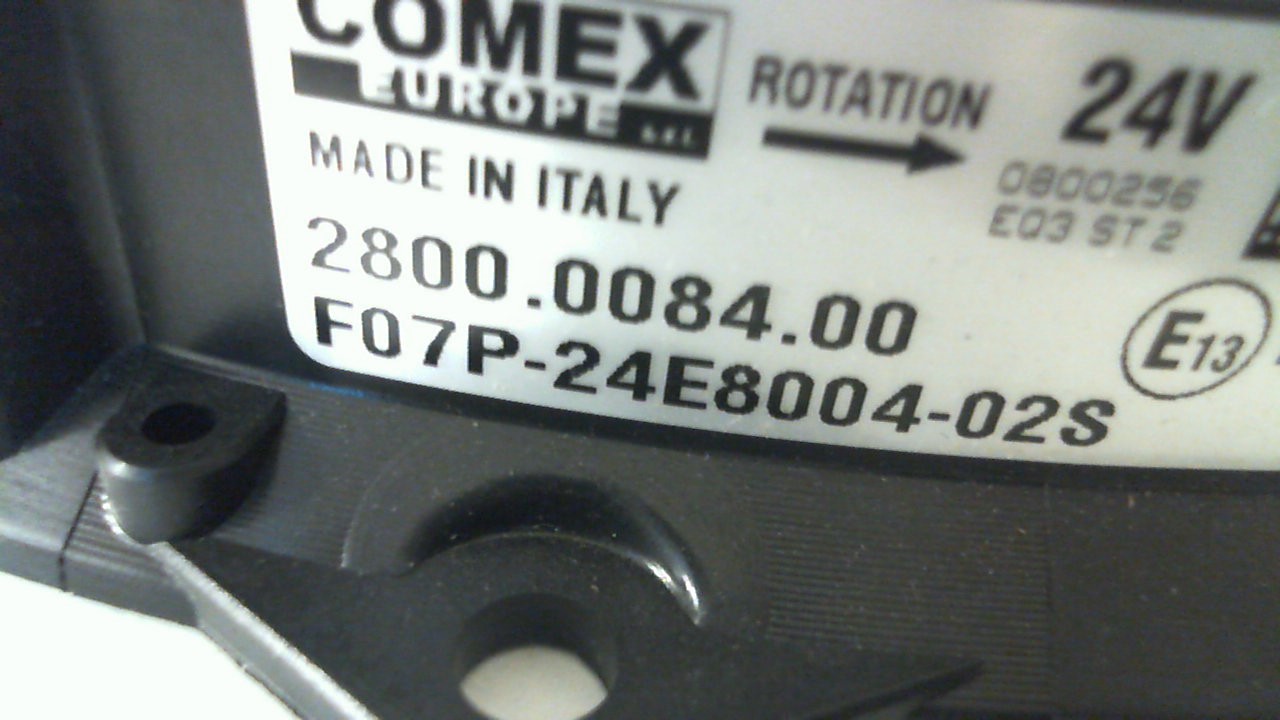 COMEX
EUROPE s.r.l.
MADE IN ITALY
ROTATION
24V
0800256
EQ3 ST 2
2800.0084.00
F07P-24E8004-02S
E13